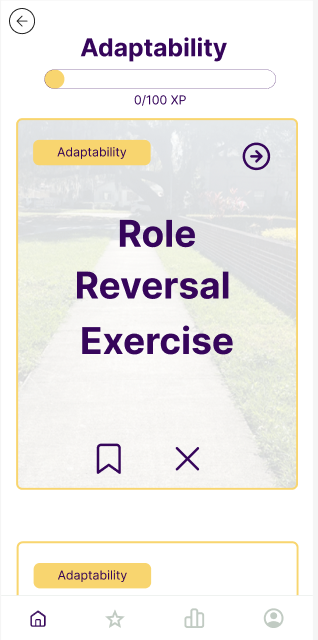 Adaptability
0/100 XP
Adaptability
Role
Reversal
Exercise
Adaptability